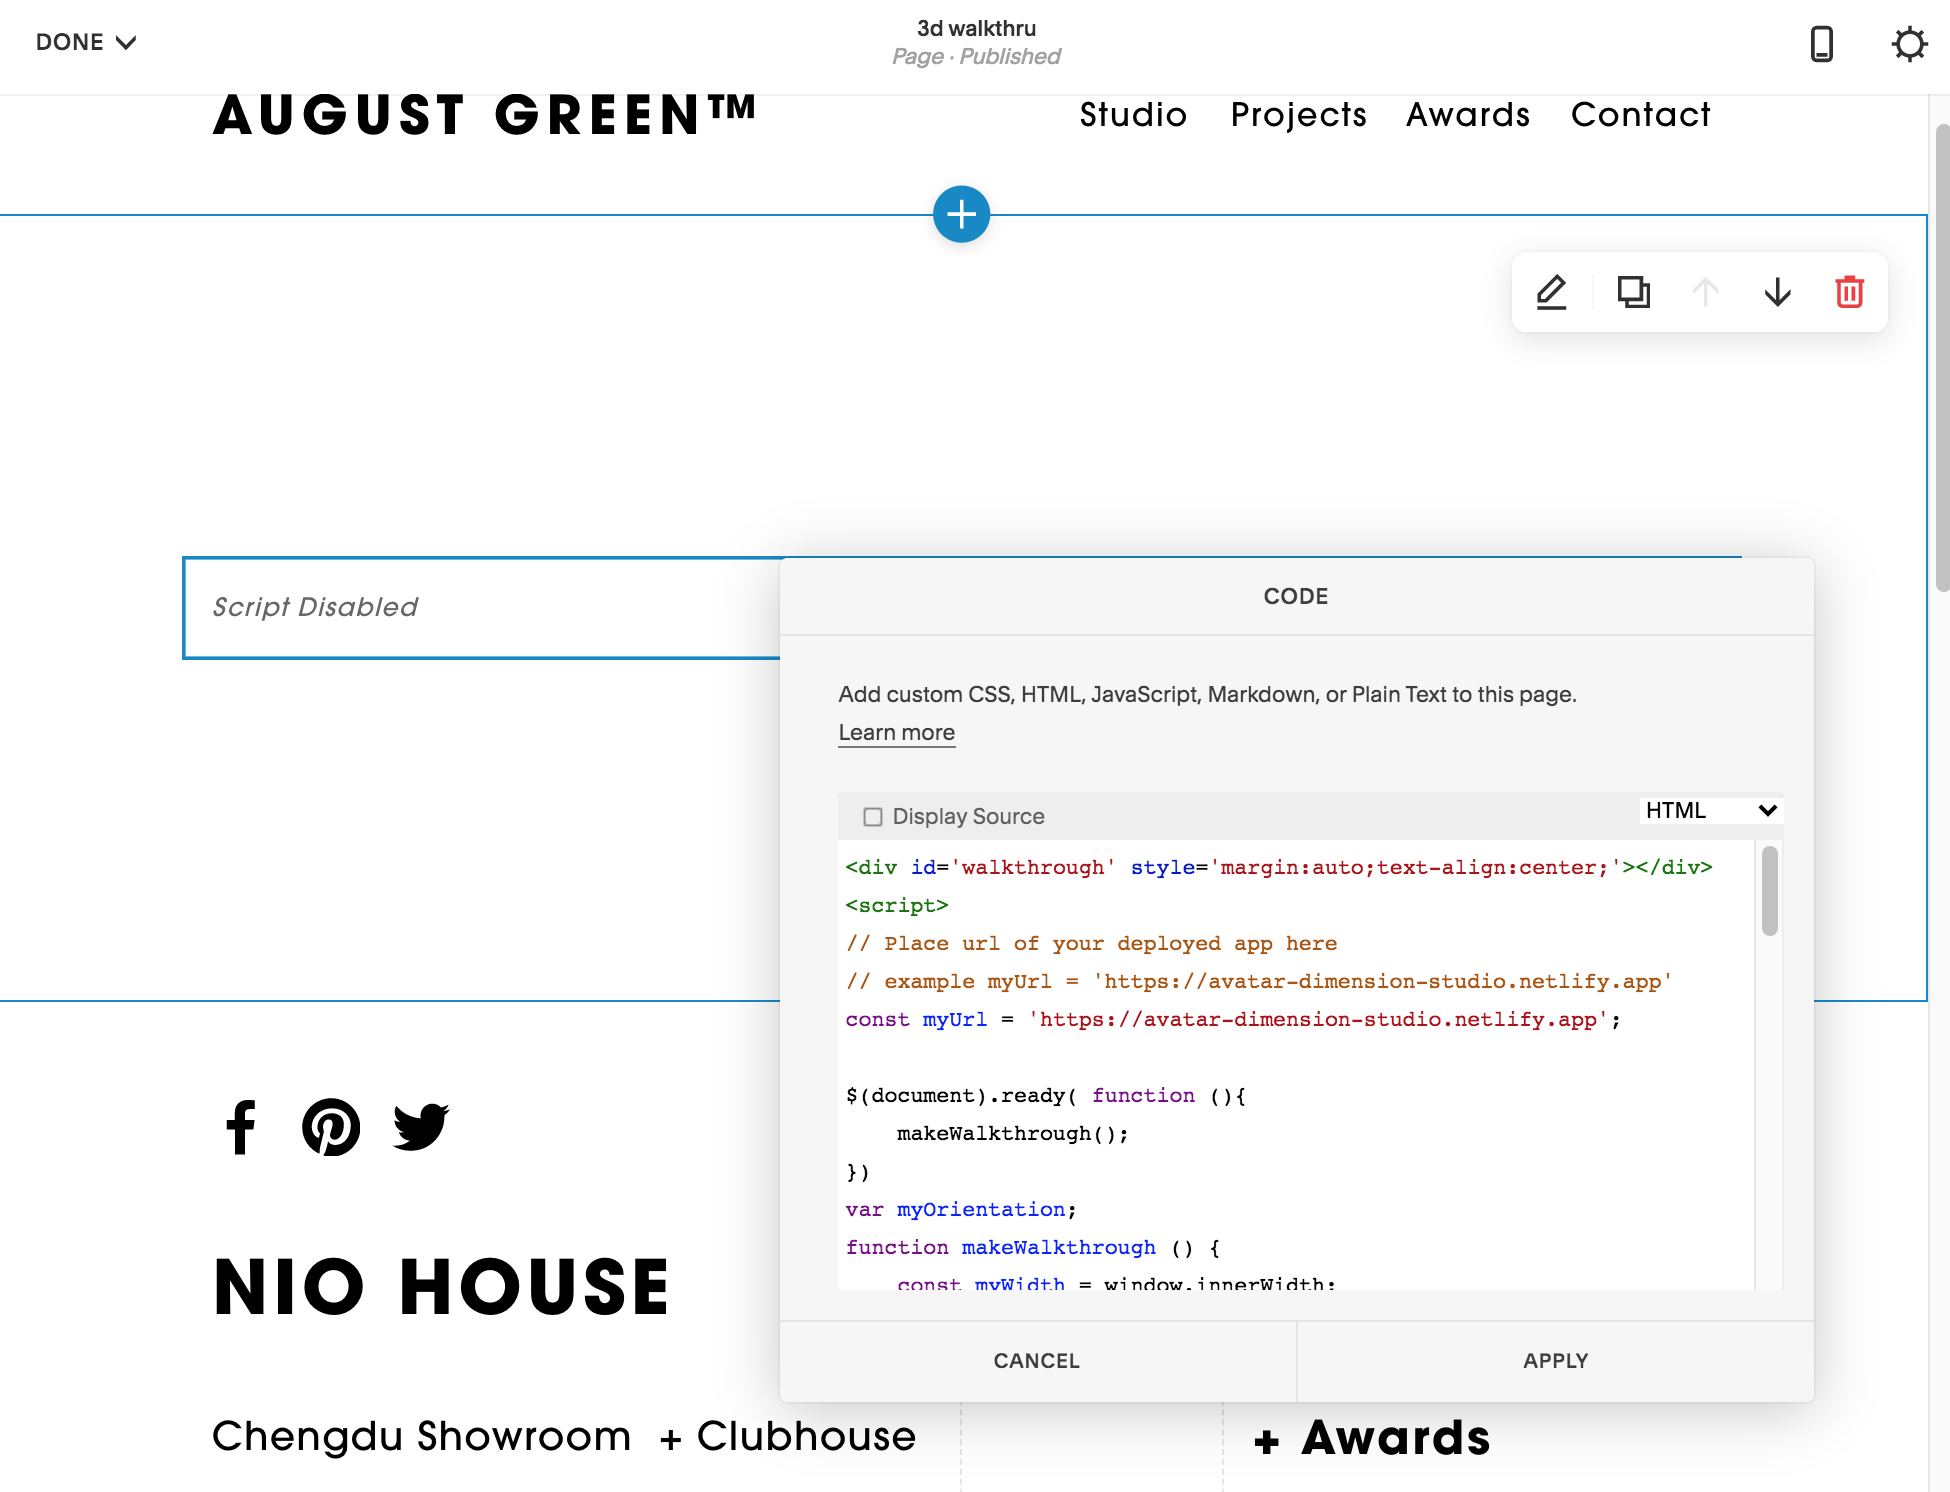 DONE
3d walkthru
Page · Published
AUGUST GREEN™
Studio Projects Awards Contact
Script Disabled
CODE
Add custom CSS, HTML, JavaScript, Markdown, or Plain Text to this page.
Learn more
Display Source
HTML
<div id='walkthrough' style='margin:auto;text-align:center;'></div>
<script>
// Place url of your deployed app here
// example myUrl = 'https://avatar-dimension-studio.netlify.app'
const myUrl = 'https://avatar-dimension-studio.netlify.app';
$(document).ready( function (){
    makeWalkthrough();
})
var myOrientation;
function makeWalkthrough () {
    const myWidth = window.innerWidth;
CANCEL
APPLY
NIO HOUSE
Chengdu Showroom + Clubhouse
+ Awards